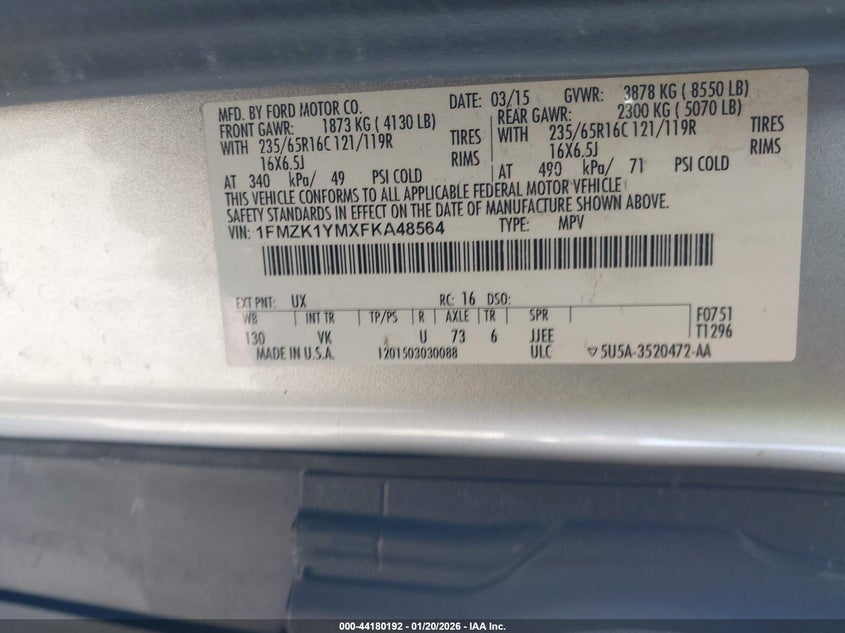 MFD. BY FORD MOTOR CO. DATE: 03/15 GVWR: 3878 KG ( 8550 LB)
FRONT GAWR: 1873 KG ( 4130 LB) REAR GAWR: 2300 KG ( 5070 LB)
WITH 235/65R16C 121/119R TIRES WITH 235/65R16C 121/119R TIRES
16X6.5J RIMS 16X6.5J RIMS
AT 340 kPa/ 49 PSI COLD AT 490 kPa/ 71 PSI COLD
THIS VEHICLE CONFORMS TO ALL APPLICABLE FEDERAL MOTOR VEHICLE
SAFETY STANDARDS IN EFFECT ON THE DATE OF MANUFACTURE SHOWN ABOVE.
VIN: 1FMZK1YMXFKA48564 TYPE: MPV
EXT PNT: UX RC: 16 DSO:
WB INT TR TP/PS R AXLE TR SPR F0751
130 VK U 73 6 JJEE T1296
MADE IN U.S.A. 1201503030088 ULC ▽5U5A-3520472-AA
000-44180192 - 01/20/2026 - IAA Inc.